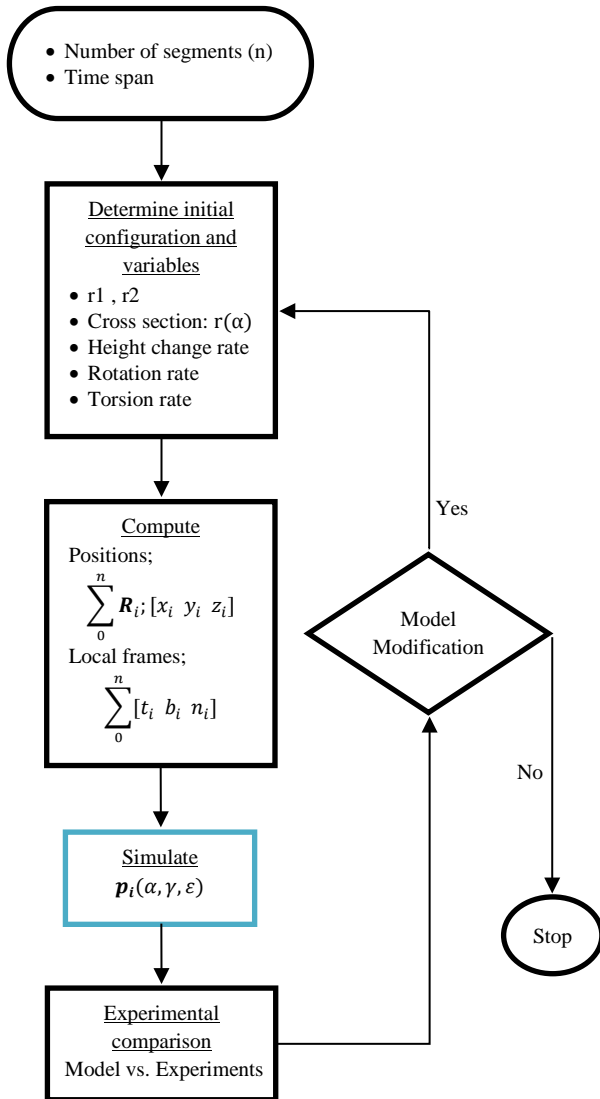 • Number of segments (n)
• Time span
Determine initial
configuration and
variables
• r1 , r2
• Cross section: r(α)
• Height change rate
• Rotation rate
• Torsion rate
Compute
Positions;
n
∑ 𝑹ᵢ; [xᵢ yᵢ zᵢ]
0
Local frames;
n
∑ [tᵢ bᵢ nᵢ]
0
Simulate
𝒑ᵢ(α, γ, ε)
Experimental
comparison
Model vs. Experiments
Model
Modification
Yes
No
Stop